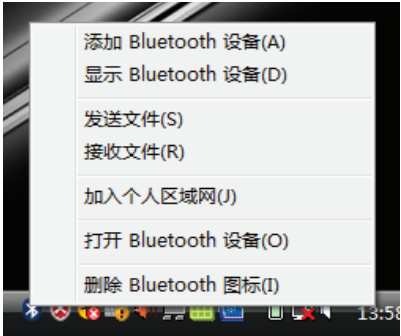 添加 Bluetooth 设备(A)
显示 Bluetooth 设备(D)
发送文件(S)
接收文件(R)
加入个人区域网(J)
打开 Bluetooth 设备(O)
删除 Bluetooth 图标(I)
13:58